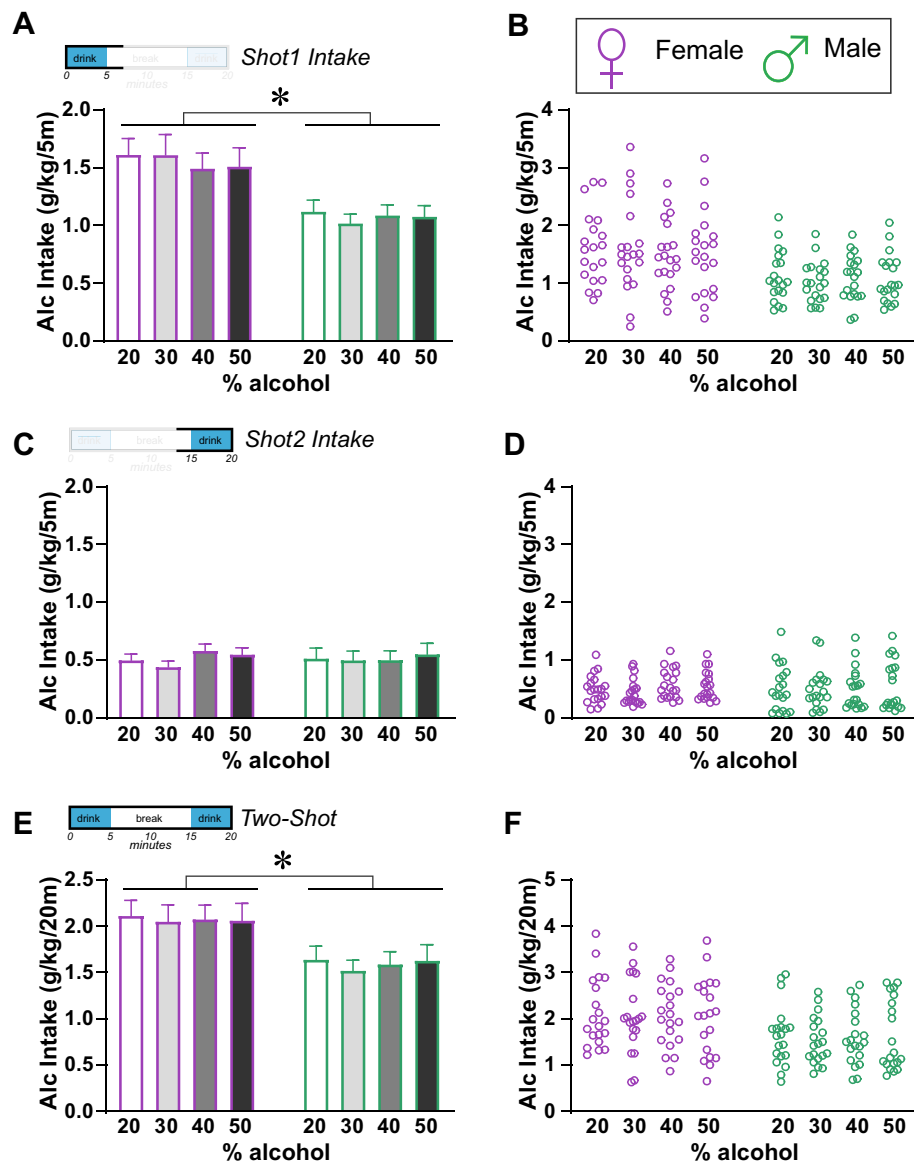 A
drink break drink
0 5 10 15 20
minutes
Shot1 Intake
*
Alc Intake (g/kg/5m)
2.0
1.5
1.0
0.5
0.0
20 30 40 50 20 30 40 50
% alcohol
B
Female Male
Alc Intake (g/kg/5m)
4
3
2
1
0
20 30 40 50 20 30 40 50
% alcohol
C
drink break drink
0 5 10 15 20
minutes
Shot2 Intake
Alc Intake (g/kg/5m)
2.0
1.5
1.0
0.5
0.0
20 30 40 50 20 30 40 50
% alcohol
D
Alc Intake (g/kg/5m)
4
3
2
1
0
20 30 40 50 20 30 40 50
% alcohol
E
drink break drink
0 5 10 15 20
minutes
Two-Shot
*
Alc Intake (g/kg/20m)
2.5
2.0
1.5
1.0
0.5
0.0
20 30 40 50 20 30 40 50
% alcohol
F
Alc Intake (g/kg/20m)
5
4
3
2
1
0
20 30 40 50 20 30 40 50
% alcohol